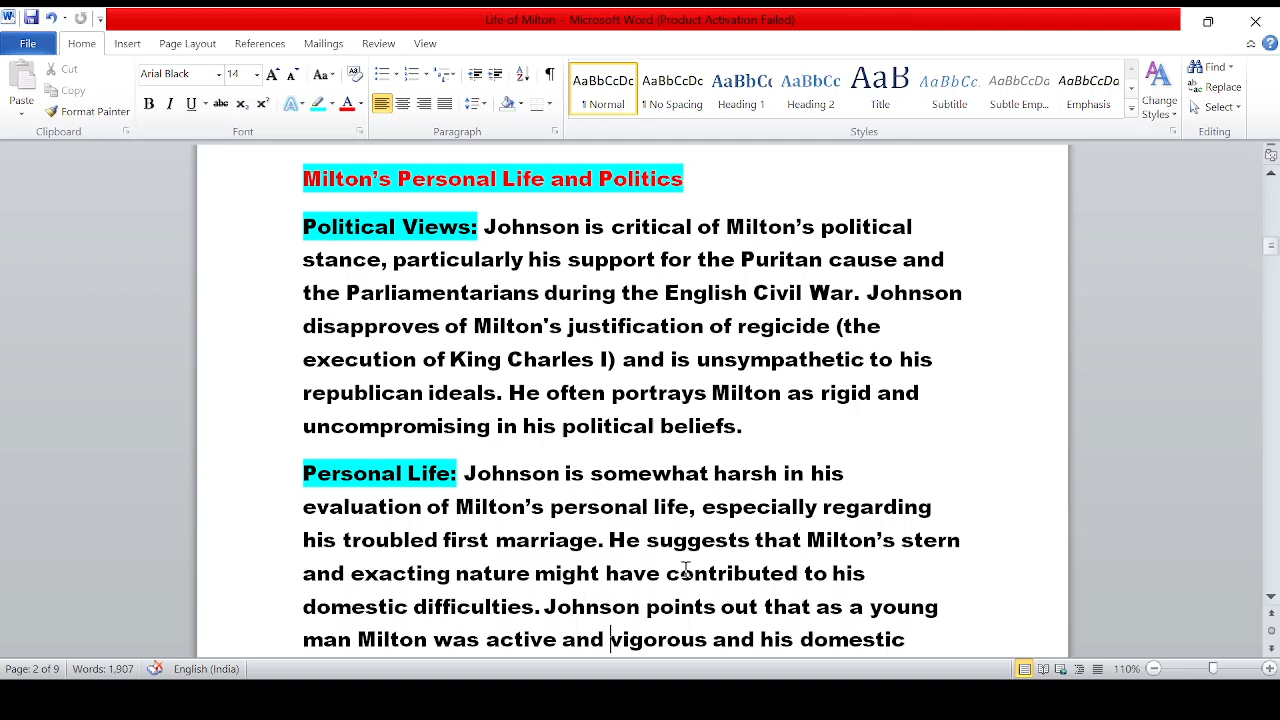 Life of Milton - Microsoft Word (Product Activation Failed)
File Home Insert Page Layout References Mailings Review View
Paste Cut Copy Format Painter Clipboard
Arial Black 14 Aa
B I U abc x₂ x² A A
Font
Paragraph
AaBbCcDc AaBbCcDc AaBbC AaBbCc AaB AaBbCc. AaBbCcDc AaBbCcDc
¶ Normal ¶ No Spacing Heading 1 Heading 2 Title Subtitle Subtle Emp... Emphasis
Change Styles
Styles
Find
Replace
Select
Editing
Milton’s Personal Life and Politics
Political Views: Johnson is critical of Milton’s political
stance, particularly his support for the Puritan cause and
the Parliamentarians during the English Civil War. Johnson
disapproves of Milton's justification of regicide (the
execution of King Charles I) and is unsympathetic to his
republican ideals. He often portrays Milton as rigid and
uncompromising in his political beliefs.
Personal Life: Johnson is somewhat harsh in his
evaluation of Milton’s personal life, especially regarding
his troubled first marriage. He suggests that Milton’s stern
and exacting nature might have contributed to his
domestic difficulties. Johnson points out that as a young
man Milton was active and vigorous and his domestic
Page: 2 of 9 Words: 1,907 English (India) 110%